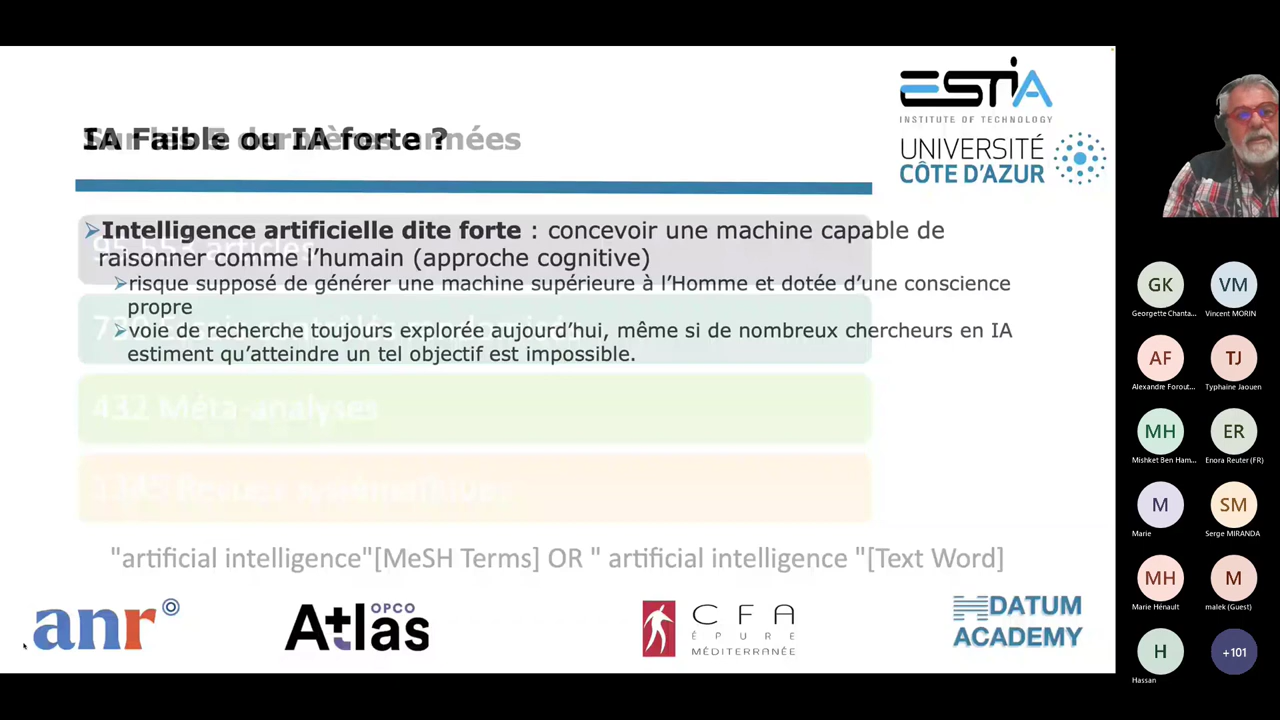 ESTIA
INSTITUTE OF TECHNOLOGY
UNIVERSITÉ
CÔTE D'AZUR
IA Faible ou IA forte ?
années
➢Intelligence artificielle dite forte : concevoir une machine capable de
raisonner comme l'humain (approche cognitive)
➢risque supposé de générer une machine supérieure à l'Homme et dotée d'une conscience
propre
➢voie de recherche toujours explorée aujourd'hui, même si de nombreux chercheurs en IA
estiment qu'atteindre un tel objectif est impossible.
432 Méta-analyses
"artificial intelligence"[MeSH Terms] OR " artificial intelligence "[Text Word]
anr
OPCO
Atlas
CFA
ÉPURE
MÉDITERRANÉE
DATUM
ACADEMY
GK
Georgette Chanta...
VM
Vincent MORIN
AF
Alexandre Forout...
TJ
Typhaine Jaouen
MH
Mishket Ben Ham...
ER
Enora Reuter (FR)
M
Marie
SM
Serge MIRANDA
MH
Marie Hénault
M
malek (Guest)
H
Hassan
+101